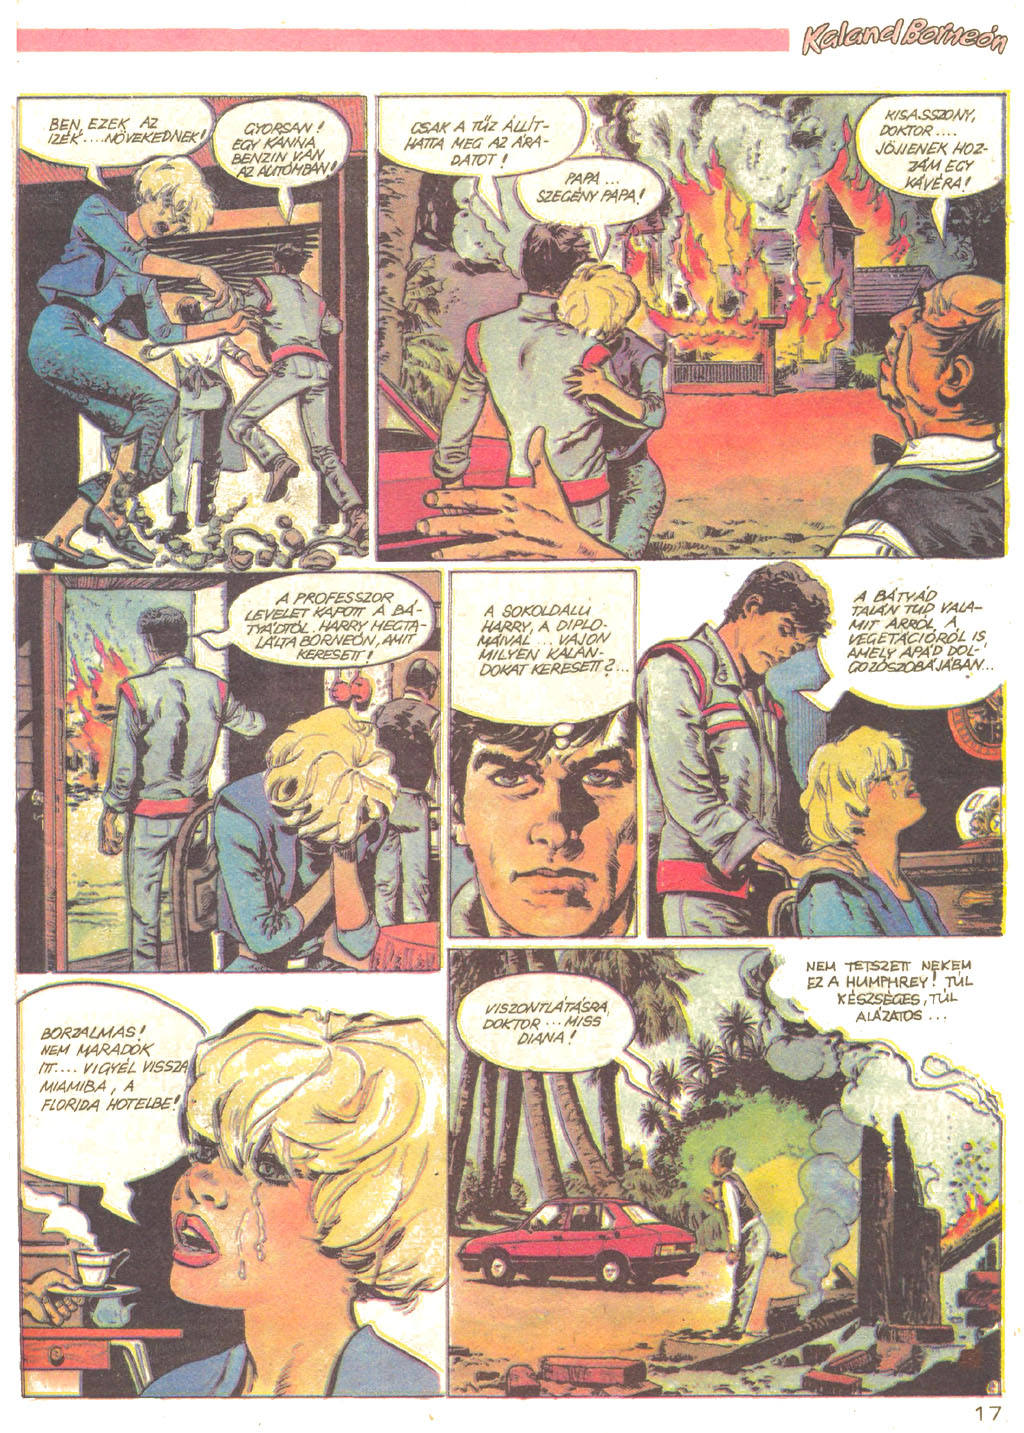 Kaland Borneón
BEN, EZEK AZ
IZÉK....NÖVEKEDNEK!
GYORSAN!
EGY KANNA
BENZIN VAN
AZ AUTÓMBAN!
CSAK A TŰZ ÁLLÍT-
HATTA MEG AZ ÁRA-
DATOT!
PAPA...
SZEGÉNY PAPA!
KISASSZONY,
DOKTOR....
JÖJJENEK HOZ-
ZÁM EGY
KÁVÉRA!
A PROFESSZOR
LEVELET KAPOTT A BÁ-
TYÁDTÓL. HARRY MEGTA-
LÁLTA BORNEÓN, AMIT
KERESETT!
A SOKOLDALU
HARRY, A DIPLO-
MÁIVAL... VAJON
MILYEN KALAN-
DOKAT KERESETT?...
A BÁTYÁD
TALÁN TUD VALA-
MIT ARRÓL A
VEGETÁCIÓRÓL IS
AMELY APÁD DOL-
GOZÓSZOBÁJÁBAN...
BORZALMAS!
NEM MARADOK
ITT.... VIGYÉL VISSZA
MIAMIBA, A
FLORIDA HOTELBE!
VISZONTLÁTÁSRA,
DOKTOR... MISS
DIANA!
NEM TETSZETT NEKEM
EZ A HUMPHREY! TÚL
KÉSZSÉGES, TÚL
ALÁZATOS...
17